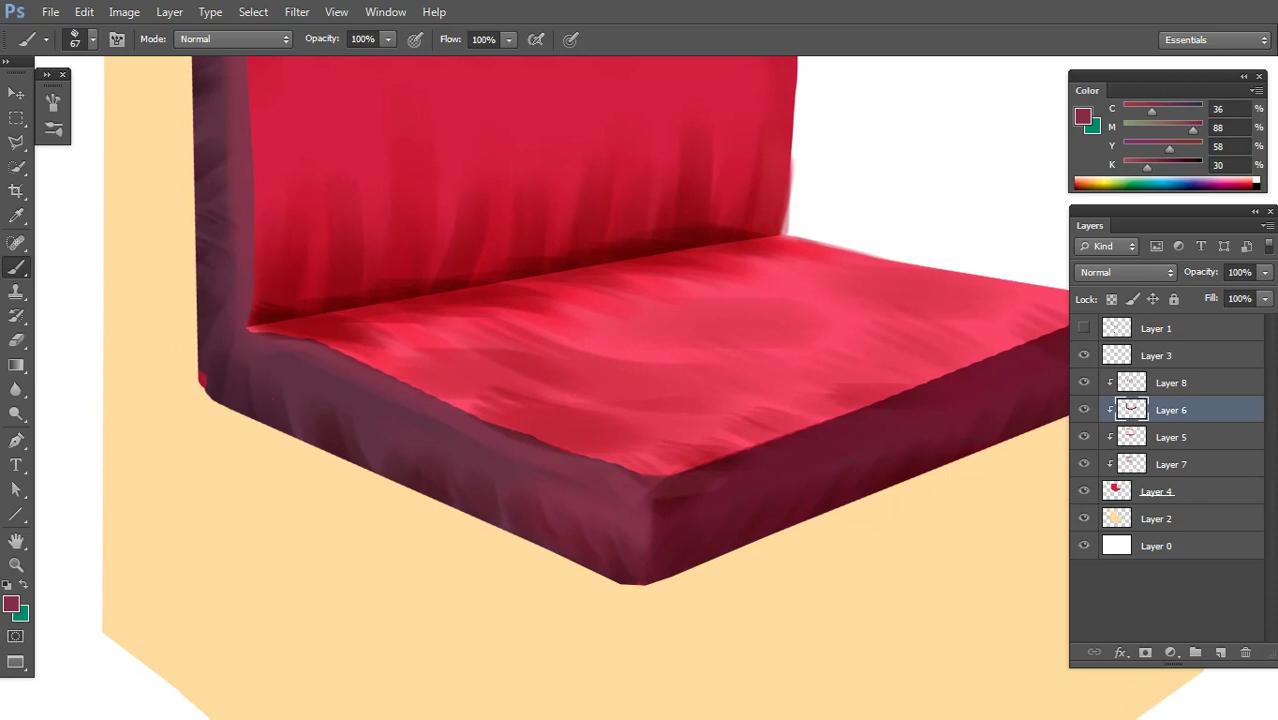 Ps File Edit Image Layer Type Select Filter View Window Help
67 Mode: Normal Opacity: 100% Flow: 100% Essentials
Color
C 36 %
M 88 %
Y 58 %
K 30 %
Layers
Kind
Normal Opacity: 100%
Lock: Fill: 100%
Layer 1
Layer 3
Layer 8
Layer 6
Layer 5
Layer 7
Layer 4
Layer 2
Layer 0
fx